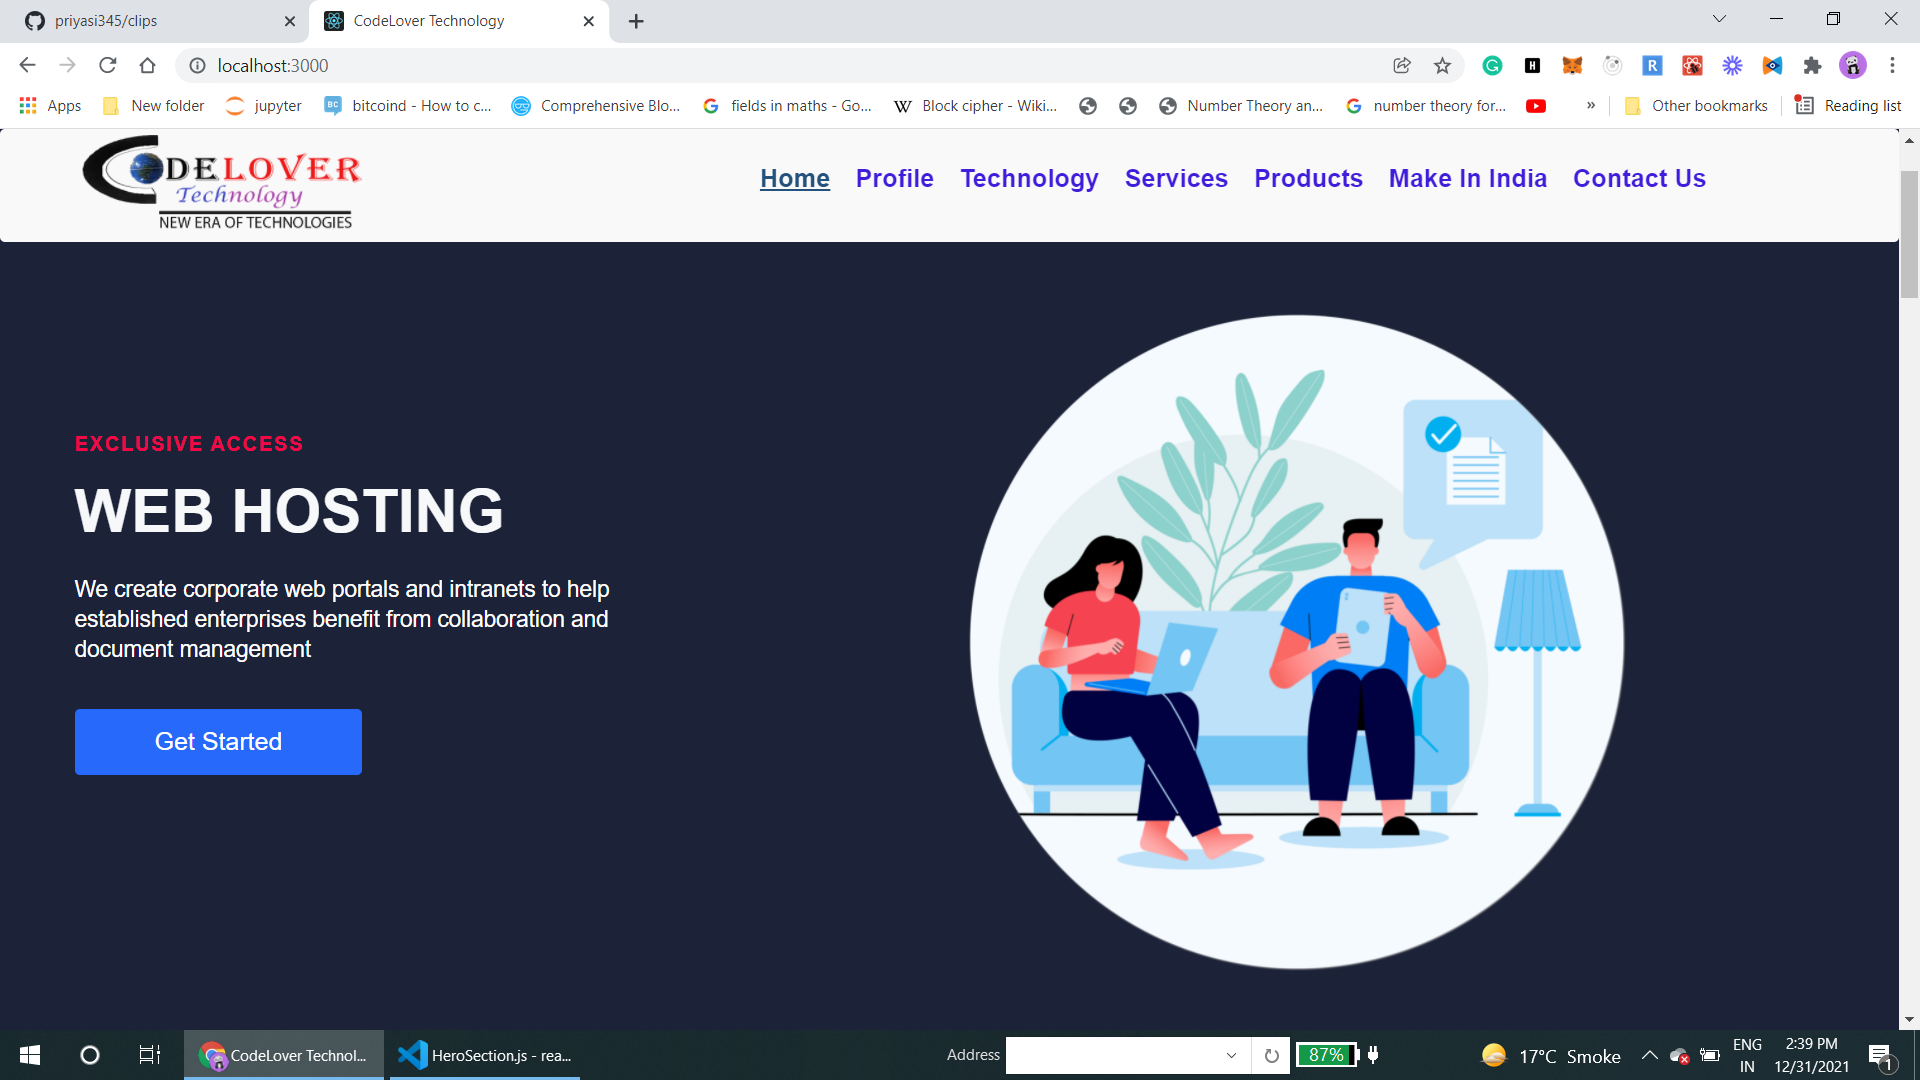 priyasi345/clips
CodeLover Technology
localhost:3000
Apps
New folder
jupyter
bitcoind - How to c...
Comprehensive Blo...
fields in maths - Go...
Block cipher - Wiki...
Number Theory an...
number theory for...
»
Other bookmarks
Reading list
CODELOVER
Technology
NEW ERA OF TECHNOLOGIES
Home
Profile
Technology
Services
Products
Make In India
Contact Us
EXCLUSIVE ACCESS
WEB HOSTING
We create corporate web portals and intranets to help
established enterprises benefit from collaboration and
document management
Get Started
CodeLover Technol...
HeroSection.js - rea...
Address
87%
17°C Smoke
ENG
IN
2:39 PM
12/31/2021
1